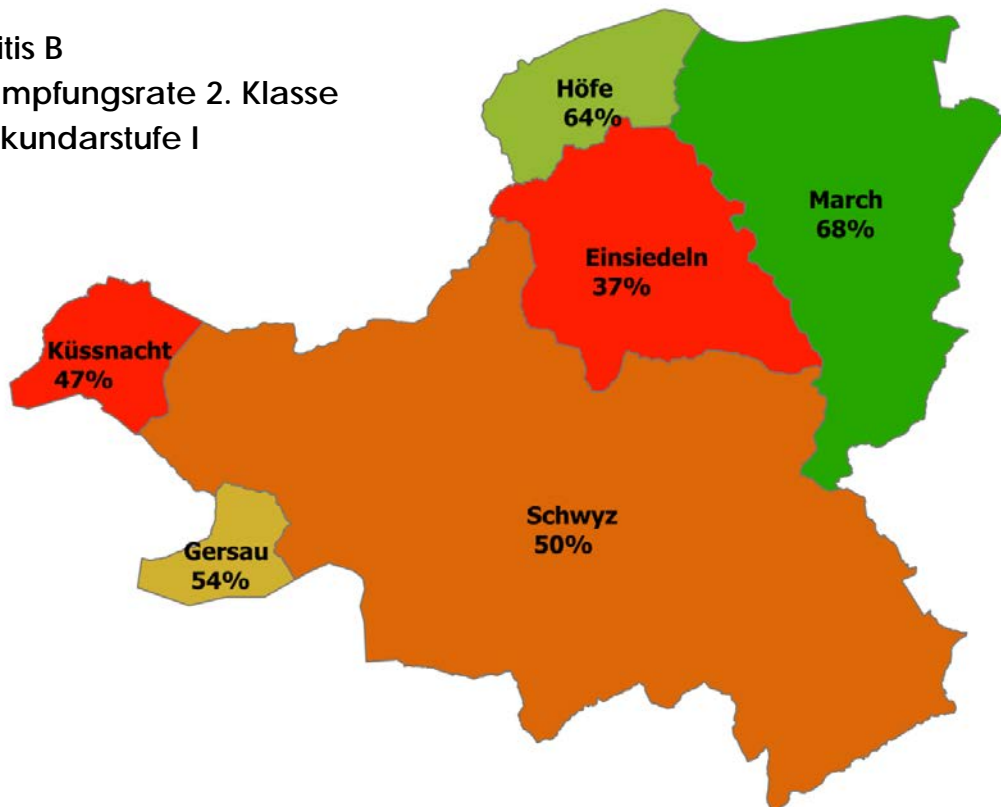 itis B
mpfungsrate 2. Klasse
kundarstufe I
Höfe
64%
March
68%
Einsiedeln
37%
Küssnacht
47%
Schwyz
50%
Gersau
54%